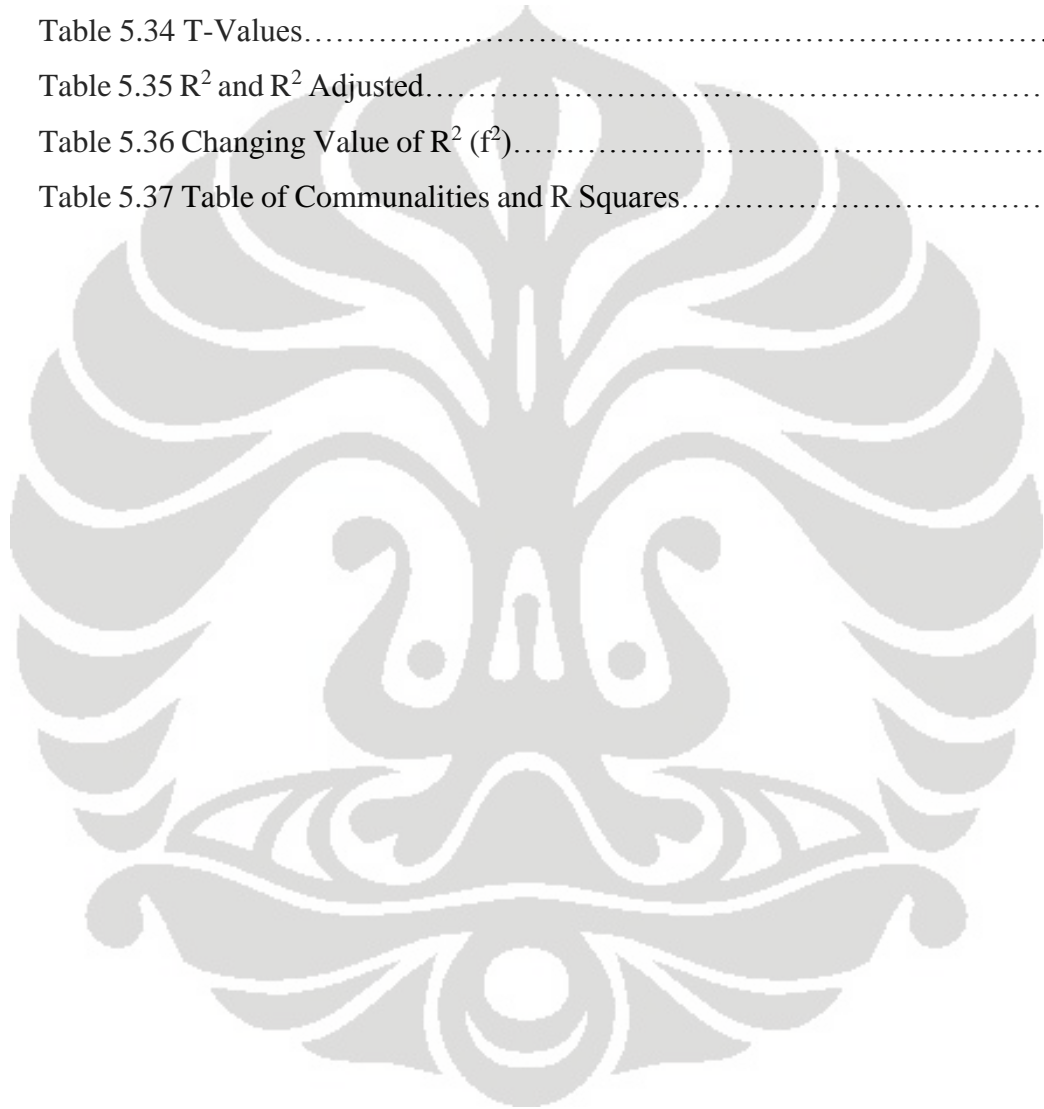 Table 5.34 T-Values……………………………………………………………………
Table 5.35 R² and R² Adjusted…………………………………………………………
Table 5.36 Changing Value of R² (f²)…………………………………………………
Table 5.37 Table of Communalities and R Squares……………………………………